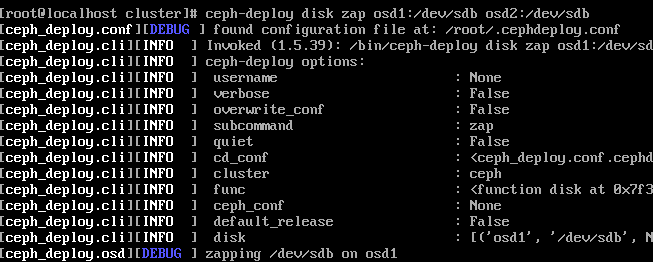 [root@localhost cluster]# ceph-deploy disk zap osd1:/dev/sdb osd2:/dev/sdb
[ceph_deploy.conf][DEBUG ] found configuration file at: /root/.cephdeploy.conf
[ceph_deploy.cli][INFO  ] Invoked (1.5.39): /bin/ceph-deploy disk zap osd1:/dev/sd
[ceph_deploy.cli][INFO  ] ceph-deploy options:
[ceph_deploy.cli][INFO  ]  username                      : None
[ceph_deploy.cli][INFO  ]  verbose                       : False
[ceph_deploy.cli][INFO  ]  overwrite_conf                : False
[ceph_deploy.cli][INFO  ]  subcommand                    : zap
[ceph_deploy.cli][INFO  ]  quiet                         : False
[ceph_deploy.cli][INFO  ]  cd_conf                       : <ceph_deploy.conf.cephd
[ceph_deploy.cli][INFO  ]  cluster                       : ceph
[ceph_deploy.cli][INFO  ]  func                          : <function disk at 0x7f3
[ceph_deploy.cli][INFO  ]  ceph_conf                     : None
[ceph_deploy.cli][INFO  ]  default_release               : False
[ceph_deploy.cli][INFO  ]  disk                          : [('osd1', '/dev/sdb', N
[ceph_deploy.osd][DEBUG ] zapping /dev/sdb on osd1